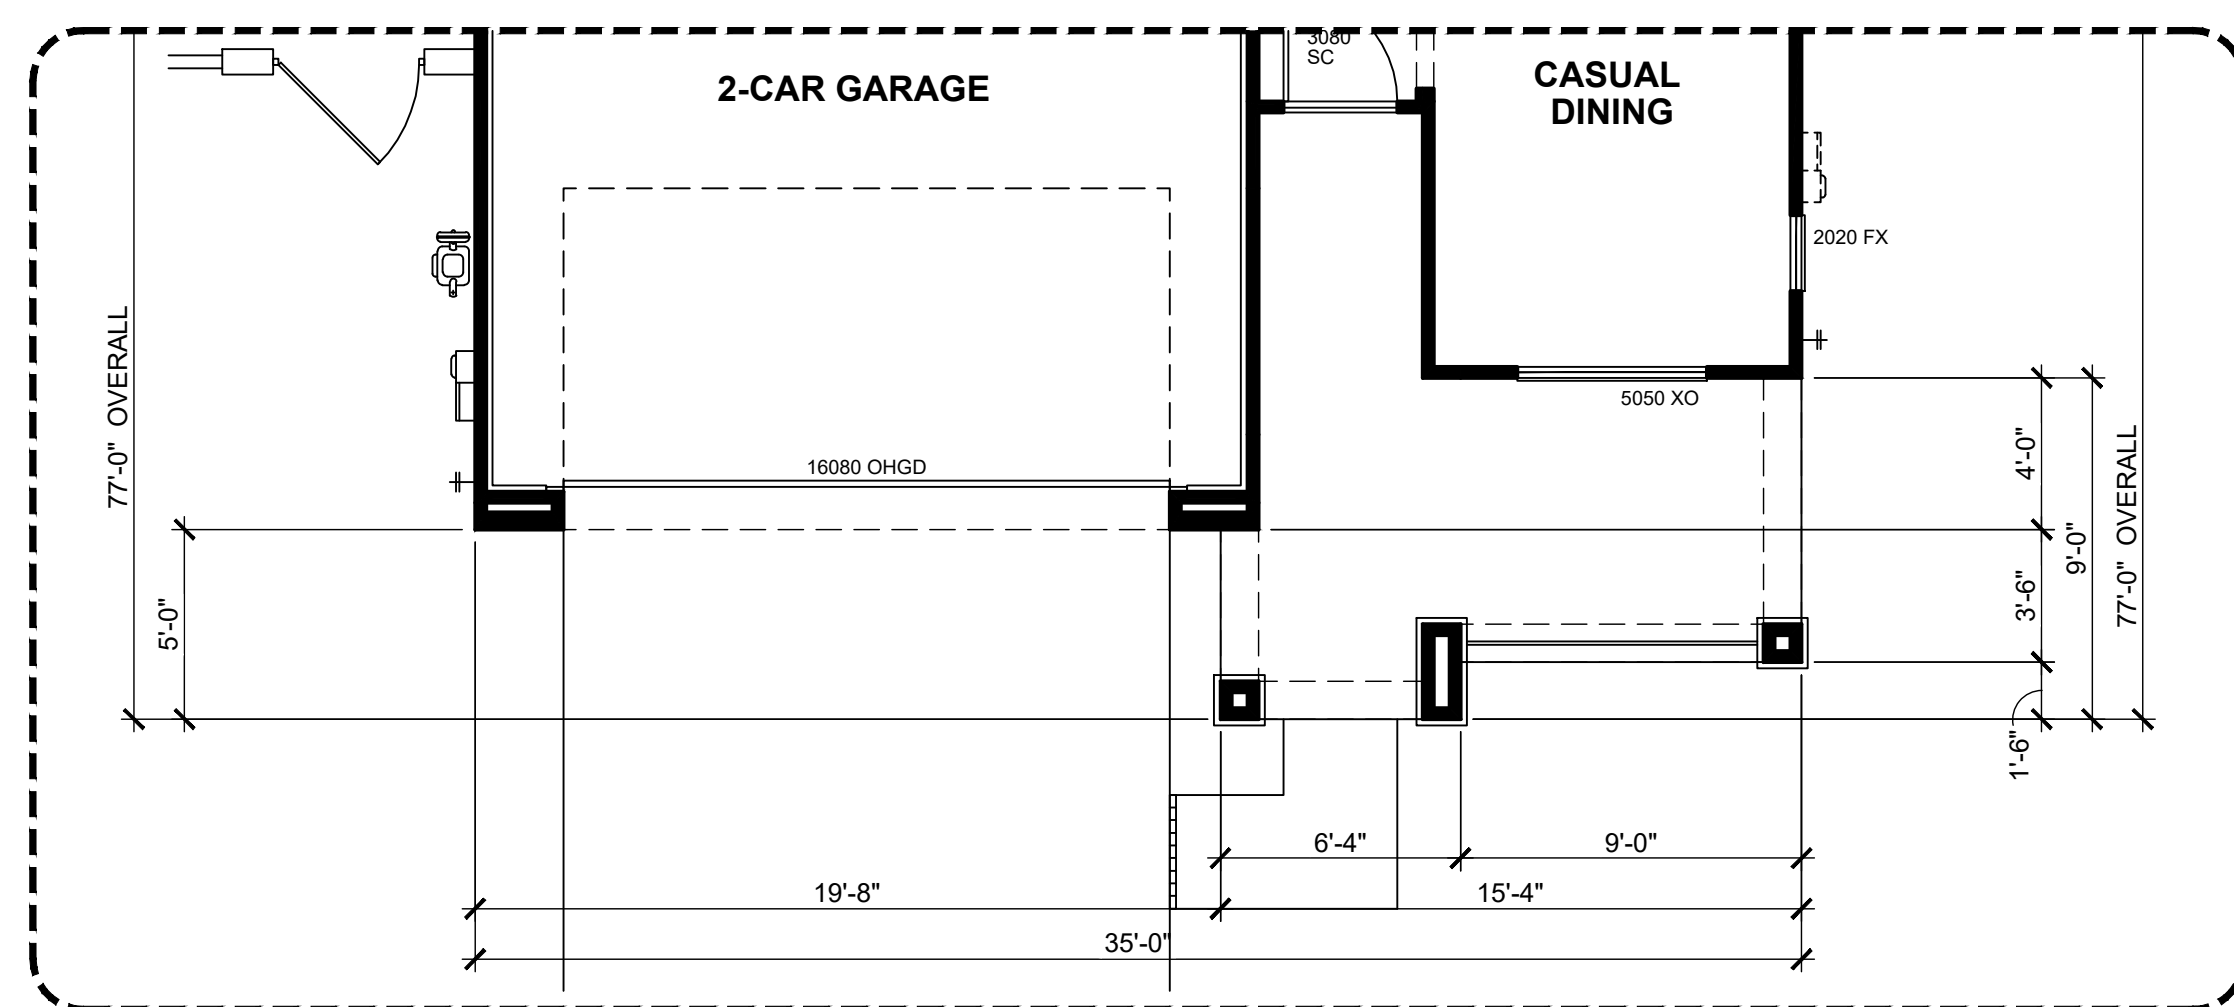 3080
SC
2-CAR GARAGE
CASUAL
DINING
2020 FX
77'-0" OVERALL
5050 XO
16080 OHGD
4'-0"
9'-0"
77'-0" OVERALL
5'-0"
3'-6"
1'-6"
6'-4"
9'-0"
19'-8"
15'-4"
35'-0"